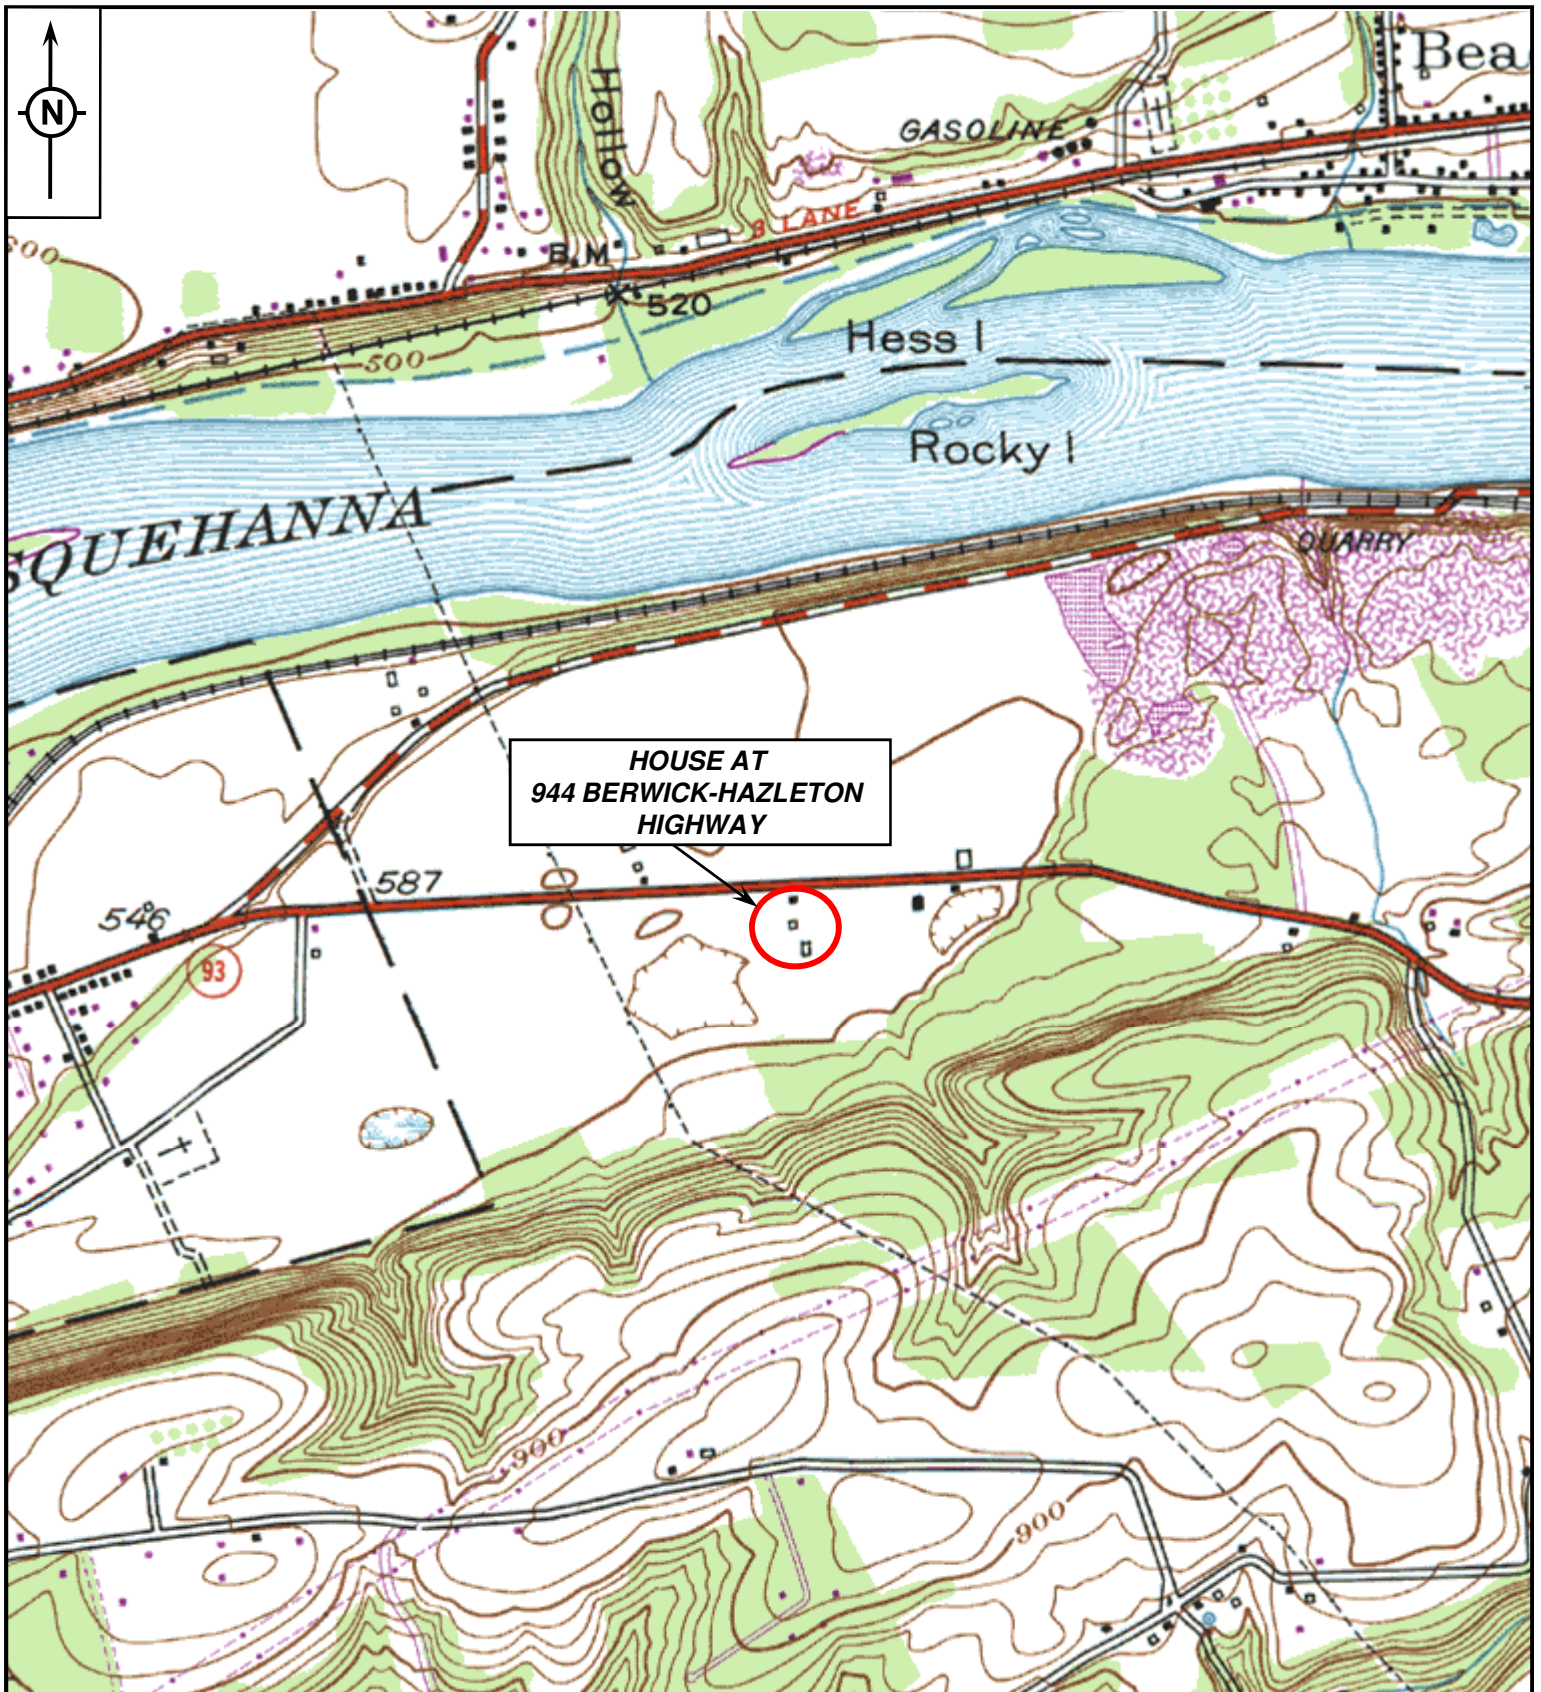 N
Bea
GASOLINE
Hollow
3 LANE
B.M
520
Hess I
500
Rocky I
SQUEHANNA
QUARRY
HOUSE AT
944 BERWICK-HAZLETON
HIGHWAY
587
546
93
900
900